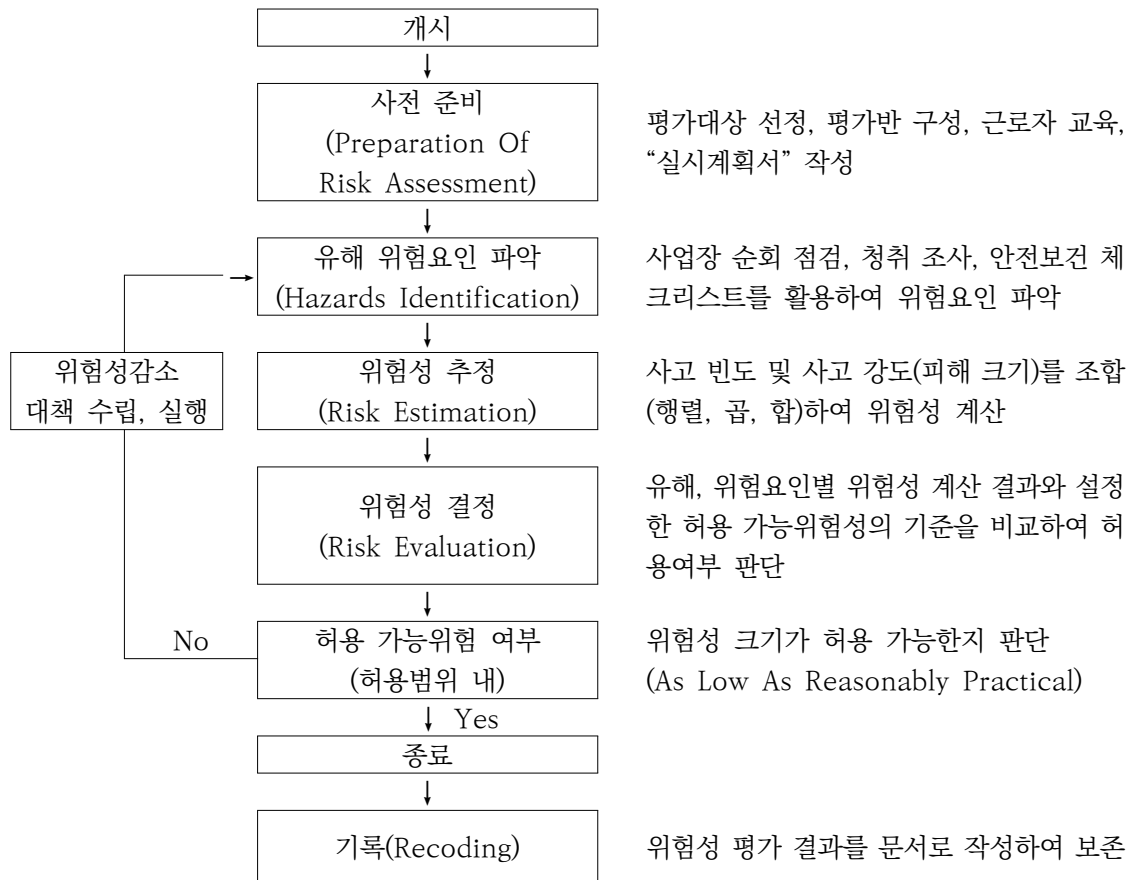 개시
사전 준비
(Preparation Of
Risk Assessment)
평가대상 선정, 평가반 구성, 근로자 교육,
“실시계획서” 작성
유해 위험요인 파악
(Hazards Identification)
사업장 순회 점검, 청취 조사, 안전보건 체
크리스트를 활용하여 위험요인 파악
위험성감소
대책 수립, 실행
위험성 추정
(Risk Estimation)
사고 빈도 및 사고 강도(피해 크기)를 조합
(행렬, 곱, 합)하여 위험성 계산
위험성 결정
(Risk Evaluation)
유해, 위험요인별 위험성 계산 결과와 설정
한 허용 가능위험성의 기준을 비교하여 허
용여부 판단
No
허용 가능위험 여부
(허용범위 내)
위험성 크기가 허용 가능한지 판단
(As Low As Reasonably Practical)
Yes
종료
기록(Recoding)
위험성 평가 결과를 문서로 작성하여 보존